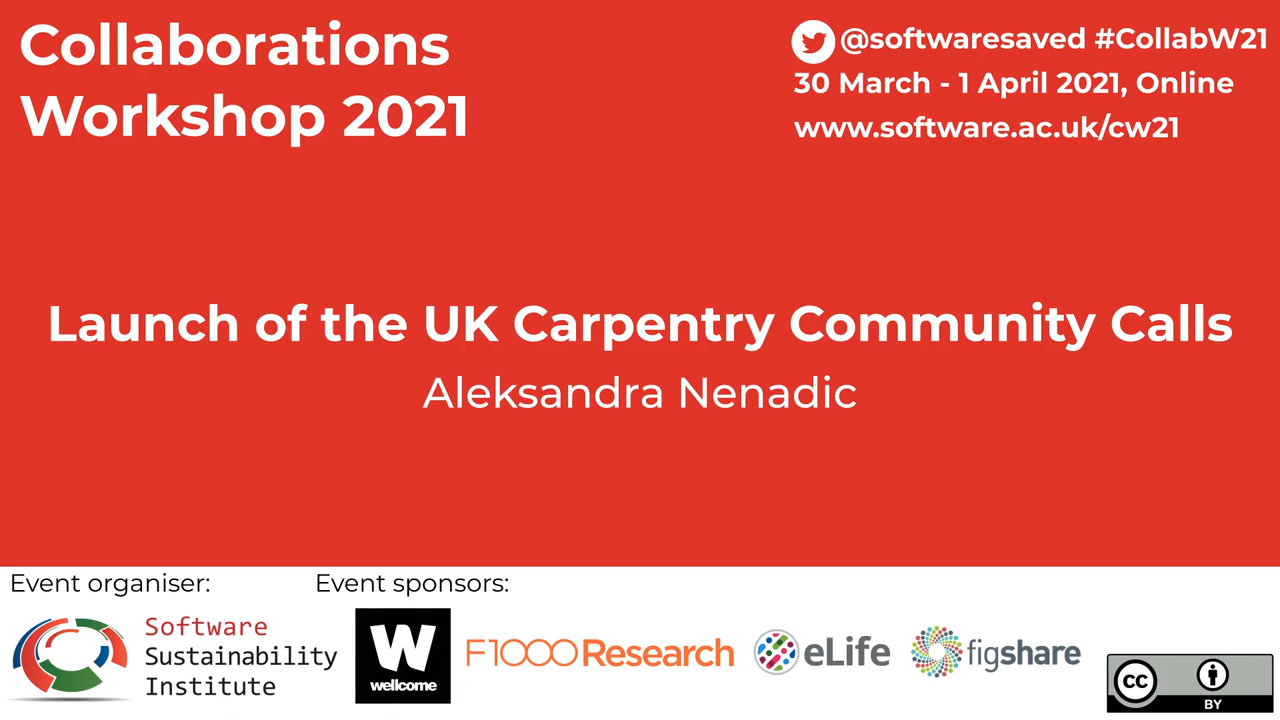 Collaborations
Workshop 2021
@softwaresaved #CollabW21
30 March - 1 April 2021, Online
www.software.ac.uk/cw21
Launch of the UK Carpentry Community Calls
Aleksandra Nenadic
Event organiser:
Event sponsors:
Software
Sustainability
Institute
W
wellcome
F1000Research
eLife
figshare
cc
BY